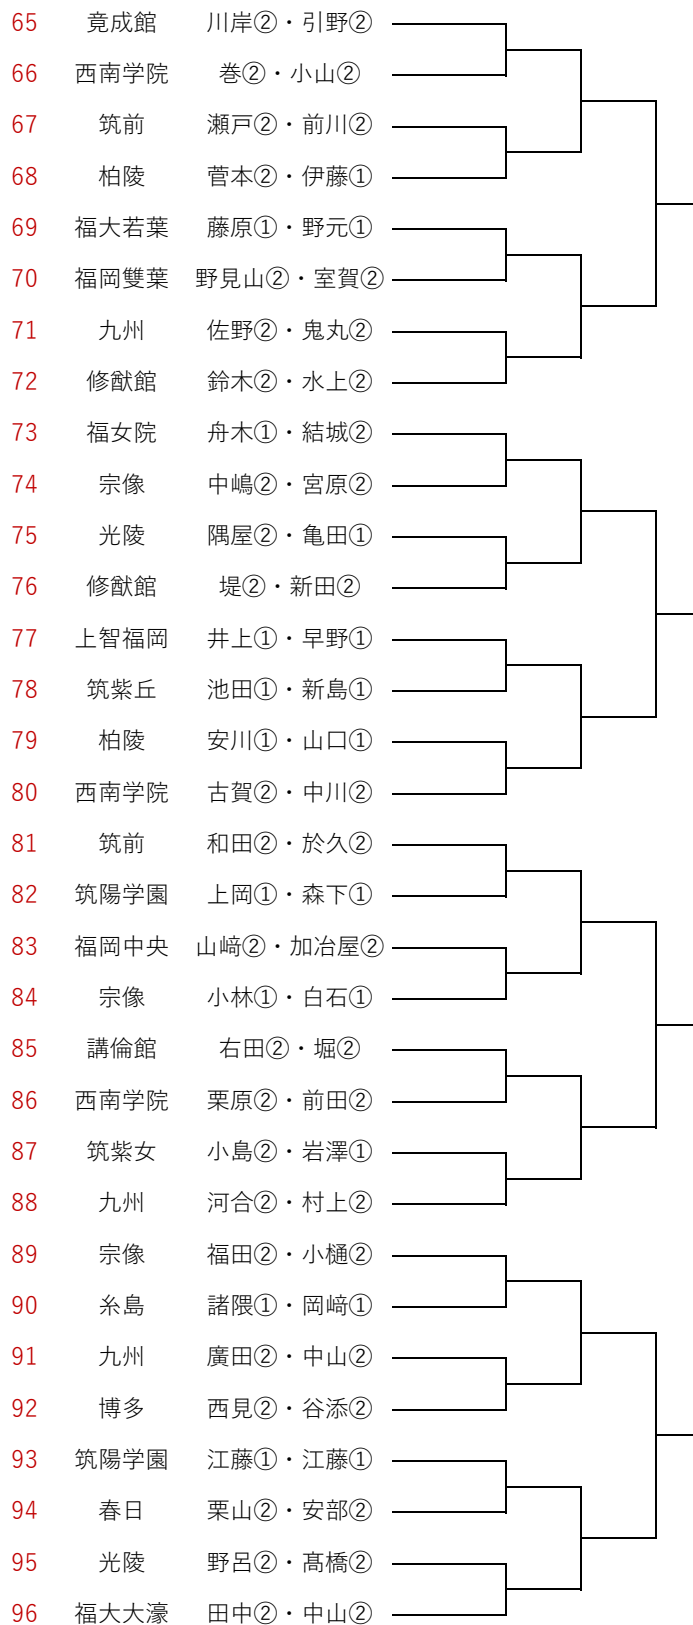 65 竟成館 川岸②・引野②
66 西南学院 巻②・小山②
67 筑前 瀬戸②・前川②
68 柏陵 菅本②・伊藤①
69 福大若葉 藤原①・野元①
70 福岡雙葉 野見山②・室賀②
71 九州 佐野②・鬼丸②
72 修猷館 鈴木②・水上②
73 福女院 舟木①・結城②
74 宗像 中嶋②・宮原②
75 光陵 隅屋②・亀田①
76 修猷館 堤②・新田②
77 上智福岡 井上①・早野①
78 筑紫丘 池田①・新島①
79 柏陵 安川①・山口①
80 西南学院 古賀②・中川②
81 筑前 和田②・於久②
82 筑陽学園 上岡①・森下①
83 福岡中央 山﨑②・加冶屋②
84 宗像 小林①・白石①
85 講倫館 右田②・堀②
86 西南学院 栗原②・前田②
87 筑紫女 小島②・岩澤①
88 九州 河合②・村上②
89 宗像 福田②・小樋②
90 糸島 諸隈①・岡﨑①
91 九州 廣田②・中山②
92 博多 西見②・谷添②
93 筑陽学園 江藤①・江藤①
94 春日 栗山②・安部②
95 光陵 野呂②・髙橋②
96 福大大濠 田中②・中山②